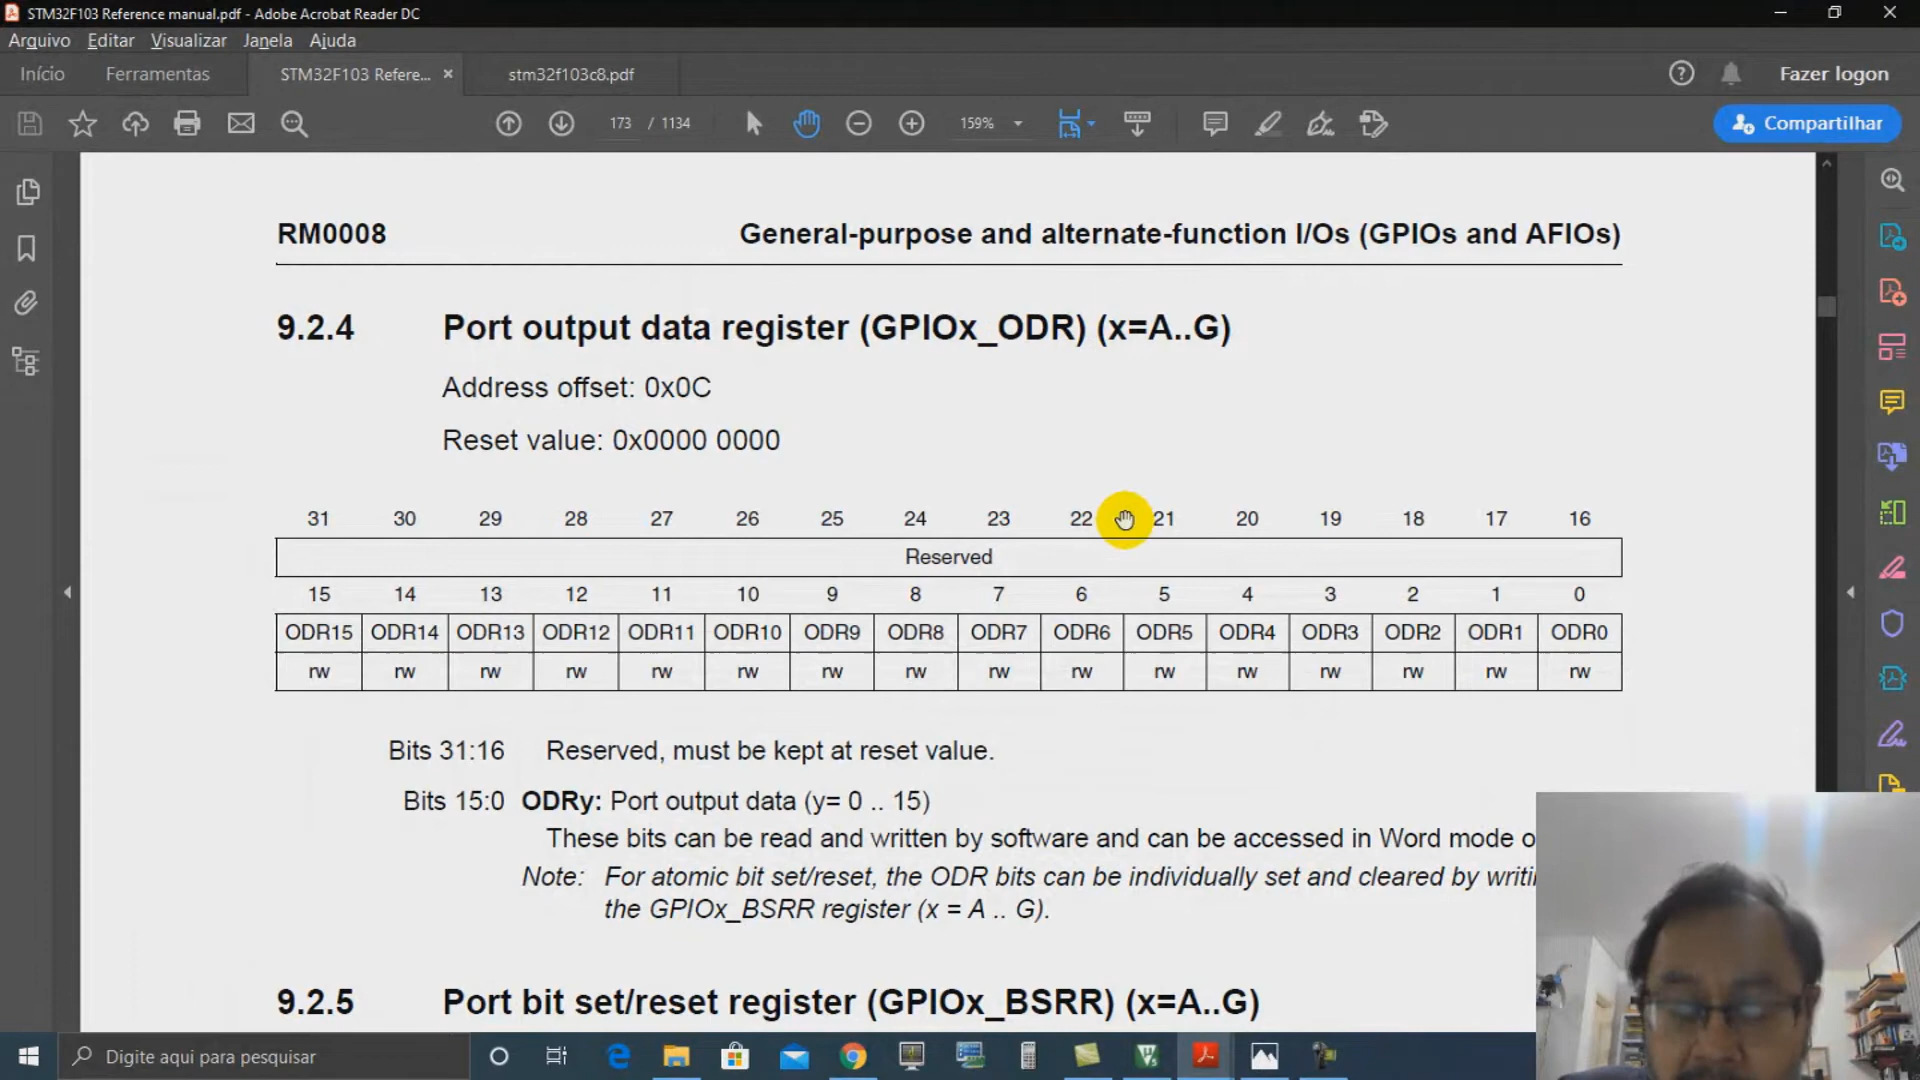 STM32F103 Reference manual.pdf - Adobe Acrobat Reader DC
Arquivo Editar Visualizar Janela Ajuda
Início Ferramentas STM32F103 Refere... × stm32f103c8.pdf Fazer logon
173 / 1134 159% Compartilhar
RM0008 General-purpose and alternate-function I/Os (GPIOs and AFIOs)
9.2.4 Port output data register (GPIOx_ODR) (x=A..G)
Address offset: 0x0C
Reset value: 0x0000 0000
31 30 29 28 27 26 25 24 23 22 21 20 19 18 17 16
Reserved
15 14 13 12 11 10 9 8 7 6 5 4 3 2 1 0
ODR15 ODR14 ODR13 ODR12 ODR11 ODR10 ODR9 ODR8 ODR7 ODR6 ODR5 ODR4 ODR3 ODR2 ODR1 ODR0
rw rw rw rw rw rw rw rw rw rw rw rw rw rw rw rw
Bits 31:16 Reserved, must be kept at reset value.
Bits 15:0 ODRy: Port output data (y= 0 .. 15)
These bits can be read and written by software and can be accessed in Word mode o
Note: For atomic bit set/reset, the ODR bits can be individually set and cleared by writi
the GPIOx_BSRR register (x = A .. G).
9.2.5 Port bit set/reset register (GPIOx_BSRR) (x=A..G)
Digite aqui para pesquisar